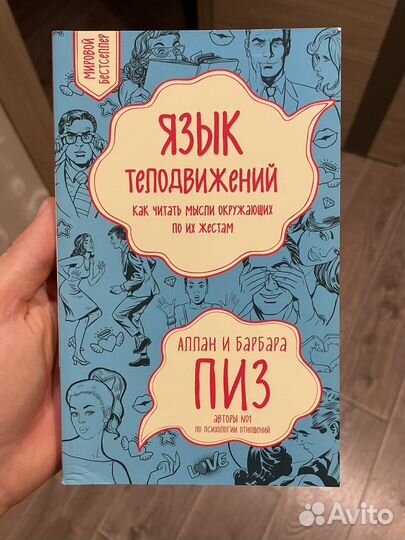 МИРОВОЙ
БЕСТСЕЛЛЕР
ЯЗЫК
ТЕЛОДВИЖЕНИЙ
КАК ЧИТАТЬ МЫСЛИ ОКРУЖАЮЩИХ
ПО ИХ ЖЕСТАМ
АЛЛАН И БАРБАРА
ПИЗ
АВТОРЫ №1
ПО ПСИХОЛОГИИ ОТНОШЕНИЙ
LOVE
Avito